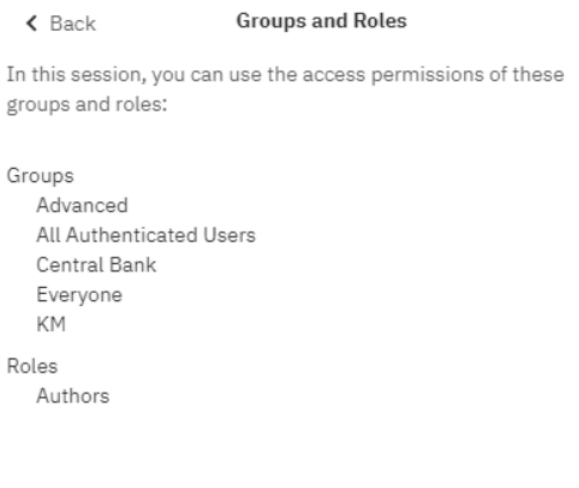 Back
Groups and Roles
In this session, you can use the access permissions of these
groups and roles:
Groups
Advanced
All Authenticated Users
Central Bank
Everyone
KM
Roles
Authors